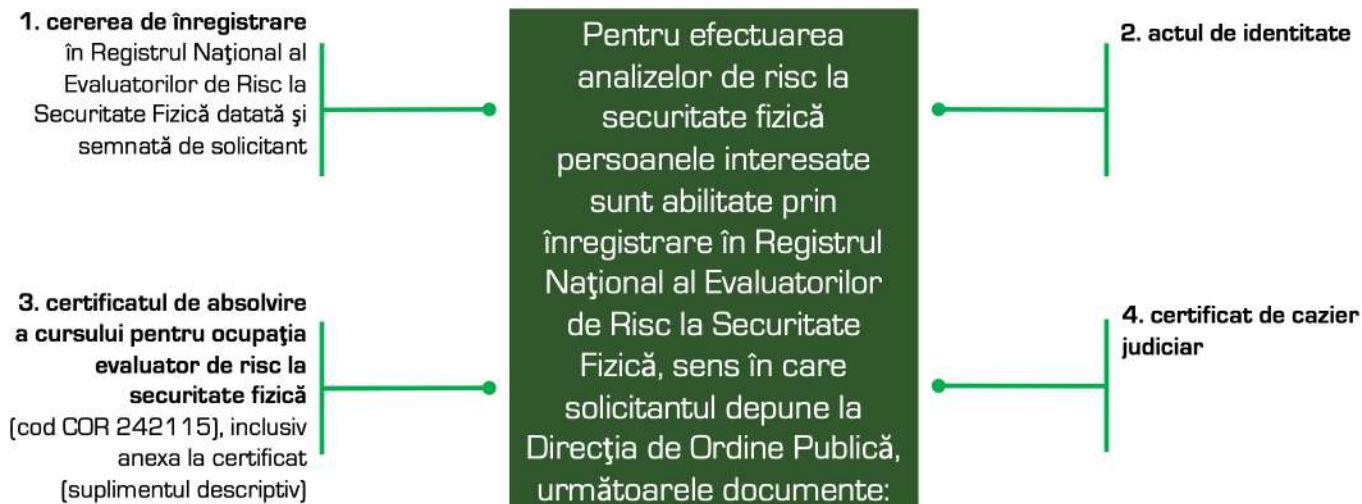 Pentru efectuarea
analizelor de risc la
securitate fizică
persoanele interesate
sunt abilitate prin
înregistrare în Registrul
Naţional al Evaluatorilor
de Risc la Securitate
Fizică, sens în care
solicitantul depune la
Direcţia de Ordine Publică,
următoarele documente:
1. cererea de înregistrare
în Registrul Naţional al
Evaluatorilor de Risc la
Securitate Fizică datată şi
semnată de solicitant
2. actul de identitate
3. certificatul de absolvire
a cursului pentru ocupaţia
evaluator de risc la
securitate fizică
(cod COR 242115), inclusiv
anexa la certificat
(suplimentul descriptiv)
4. certificat de cazier
judiciar